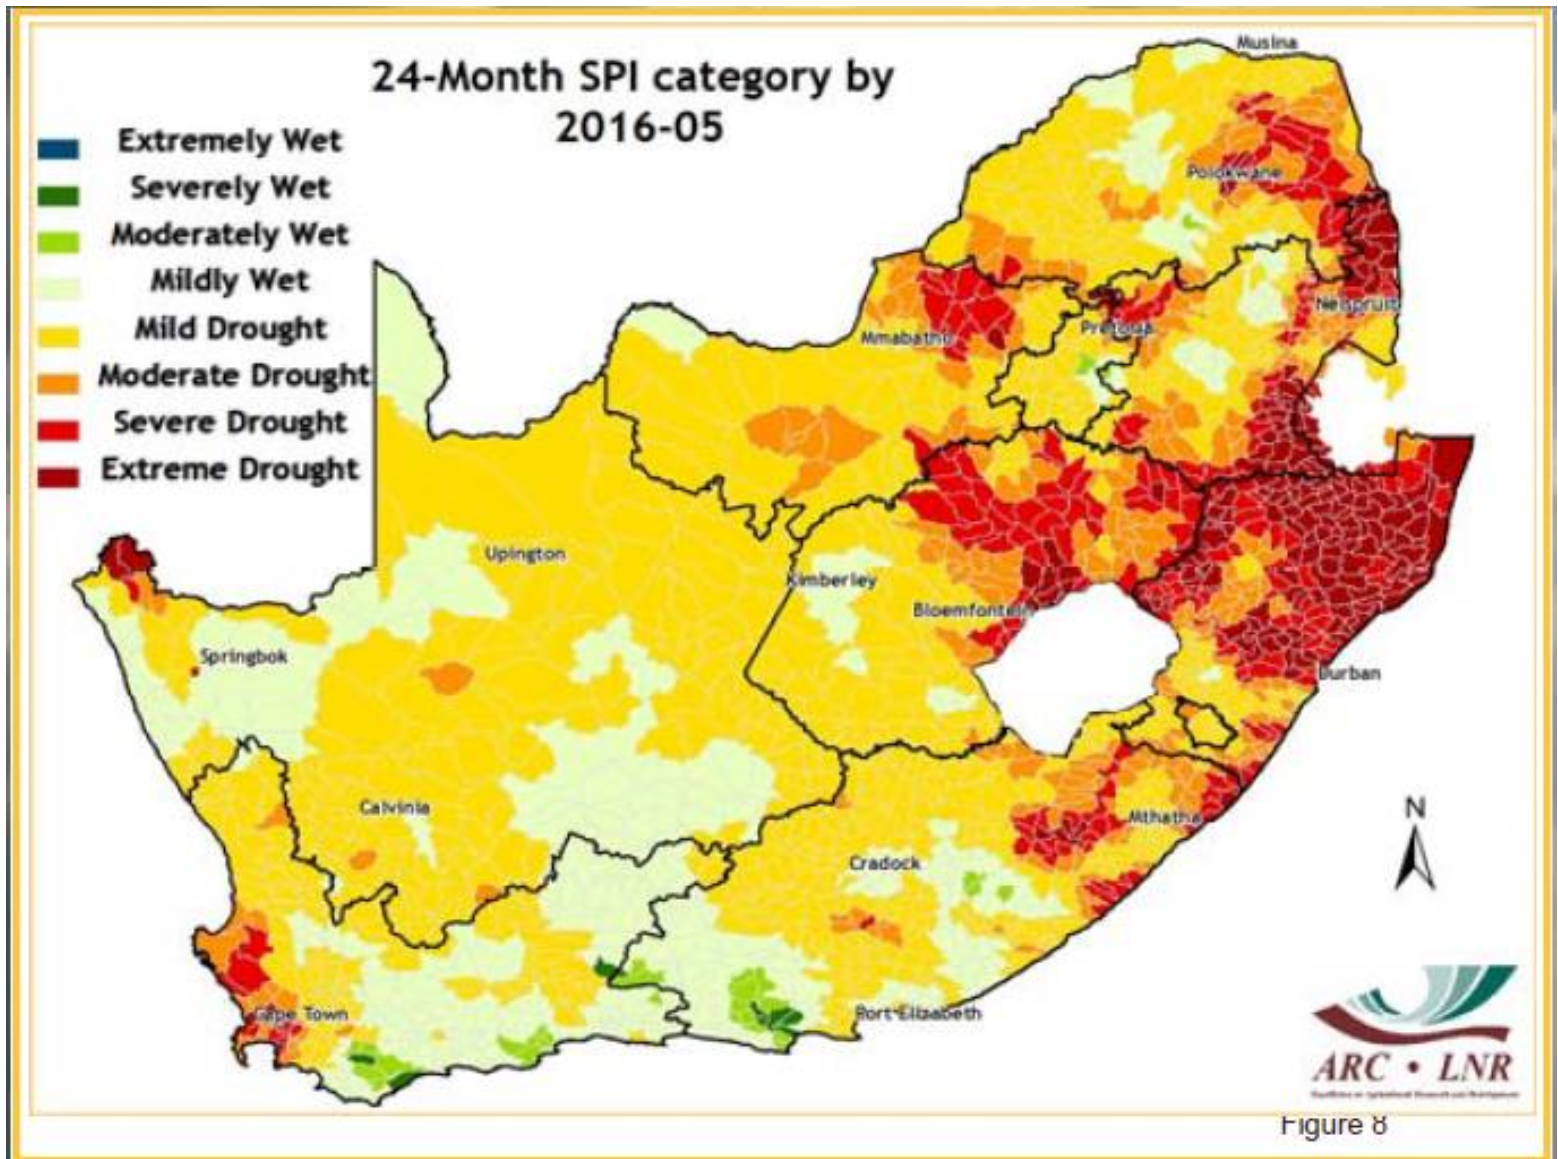 24-Month SPI category by
2016-05
Extremely Wet
Severely Wet
Moderately Wet
Mildly Wet
Mild Drought
Moderate Drought
Severe Drought
Extreme Drought
Musina
Polokwane
Nelspruit
Pretoria
Mmabatho
Upington
Kimberley
Bloemfontein
Springbok
Durban
Calvinia
Mthatha
Cradock
Cape Town
Port Elizabeth
N
ARC • LNR
Figure 8